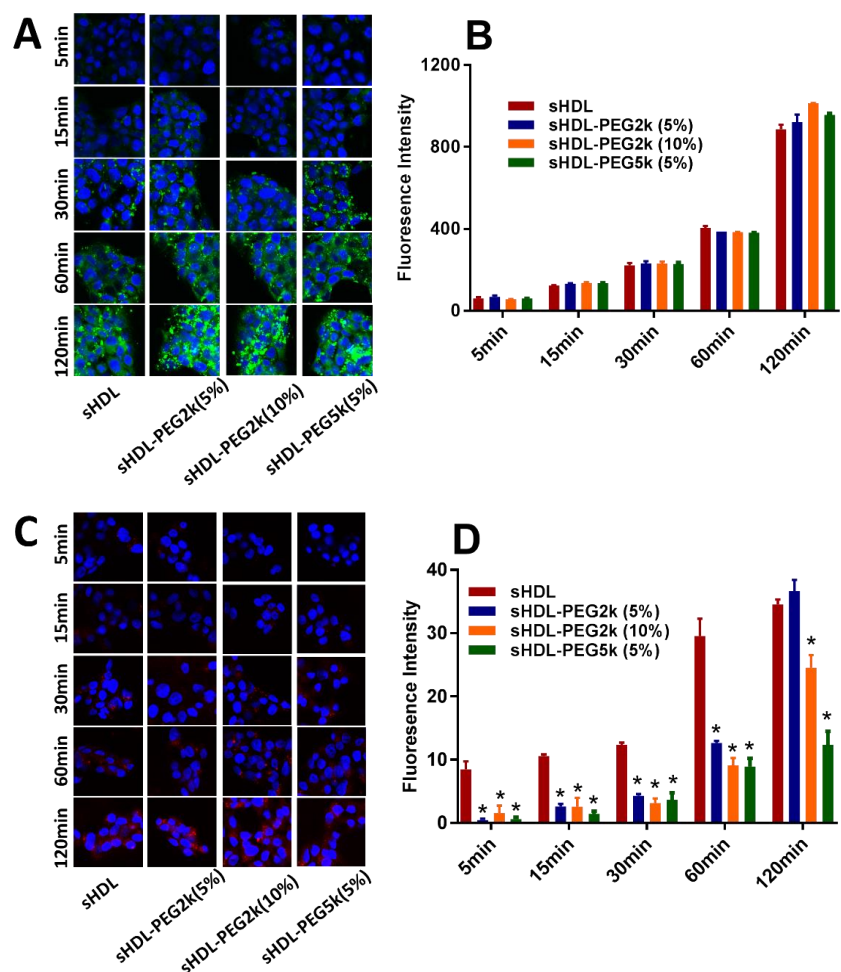 A
5min
15min
30min
60min
120min
sHDL
sHDL-PEG2k(5%)
sHDL-PEG2k(10%)
sHDL-PEG5k(5%)
B
Fluoresence Intensity
1200
800
400
0
sHDL
sHDL-PEG2k (5%)
sHDL-PEG2k (10%)
sHDL-PEG5k (5%)
5min
15min
30min
60min
120min
C
5min
15min
30min
60min
120min
sHDL
sHDL-PEG2k(5%)
sHDL-PEG2k(10%)
sHDL-PEG5k(5%)
D
Fluoresence Intensity
40
30
20
10
0
sHDL
sHDL-PEG2k (5%)
sHDL-PEG2k (10%)
sHDL-PEG5k (5%)
* * *
* * *
* * *
* * *
* *
5min
15min
30min
60min
120min